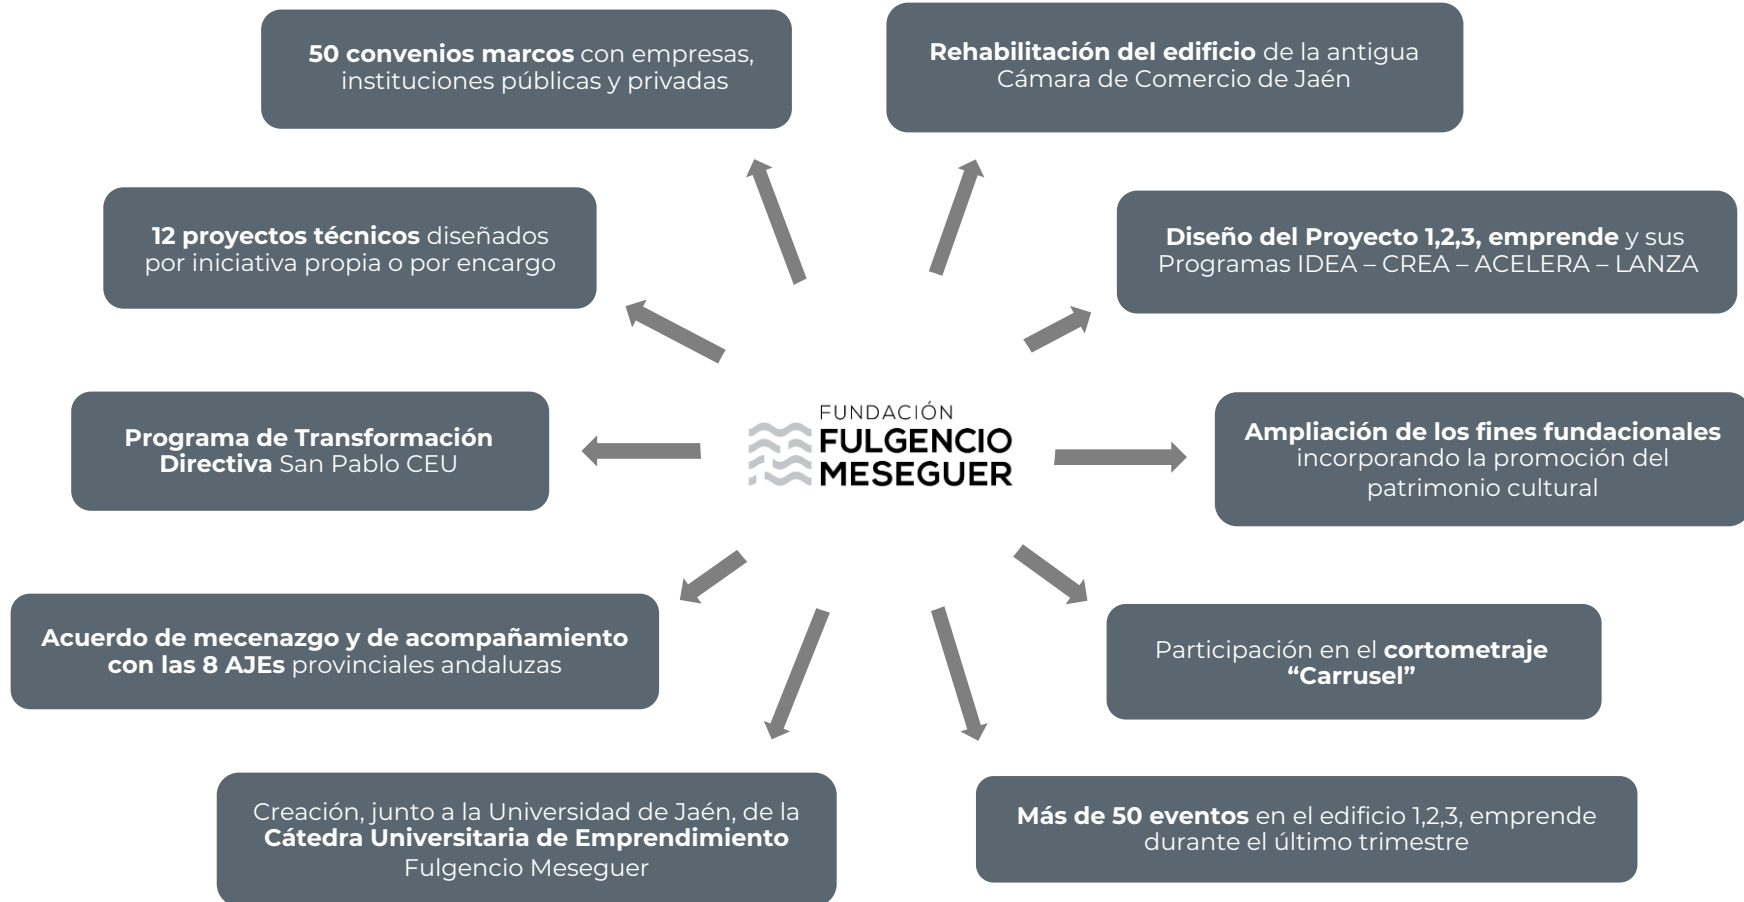 50 convenios marcos con empresas,
instituciones públicas y privadas
Rehabilitación del edificio de la antigua
Cámara de Comercio de Jaén
12 proyectos técnicos diseñados
por iniciativa propia o por encargo
Diseño del Proyecto 1,2,3, emprende y sus
Programas IDEA – CREA – ACELERA – LANZA
Programa de Transformación
Directiva San Pablo CEU
FUNDACIÓN
FULGENCIO
MESEGUER
Ampliación de los fines fundacionales
incorporando la promoción del
patrimonio cultural
Acuerdo de mecenazgo y de acompañamiento
con las 8 AJEs provinciales andaluzas
Participación en el cortometraje
“Carrusel”
Creación, junto a la Universidad de Jaén, de la
Cátedra Universitaria de Emprendimiento
Fulgencio Meseguer
Más de 50 eventos en el edificio 1,2,3, emprende
durante el último trimestre